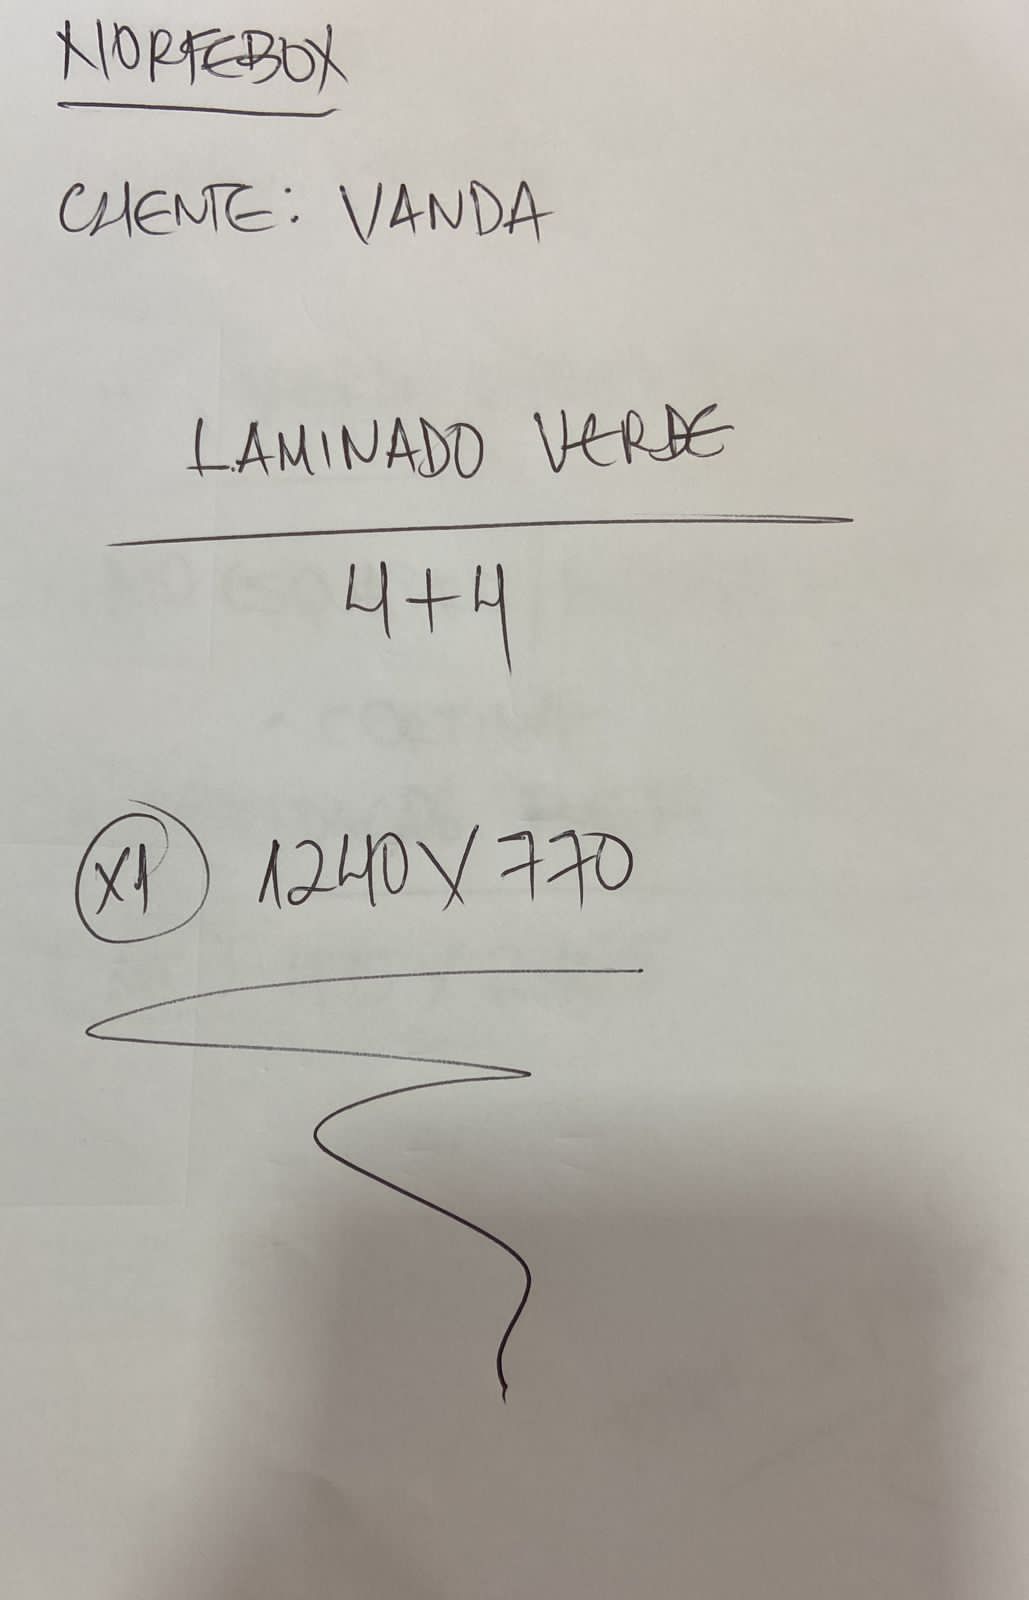 NORTEBOX
CLIENTE: VANDA
LAMINADO VERDE
4+4
X1 1240X770